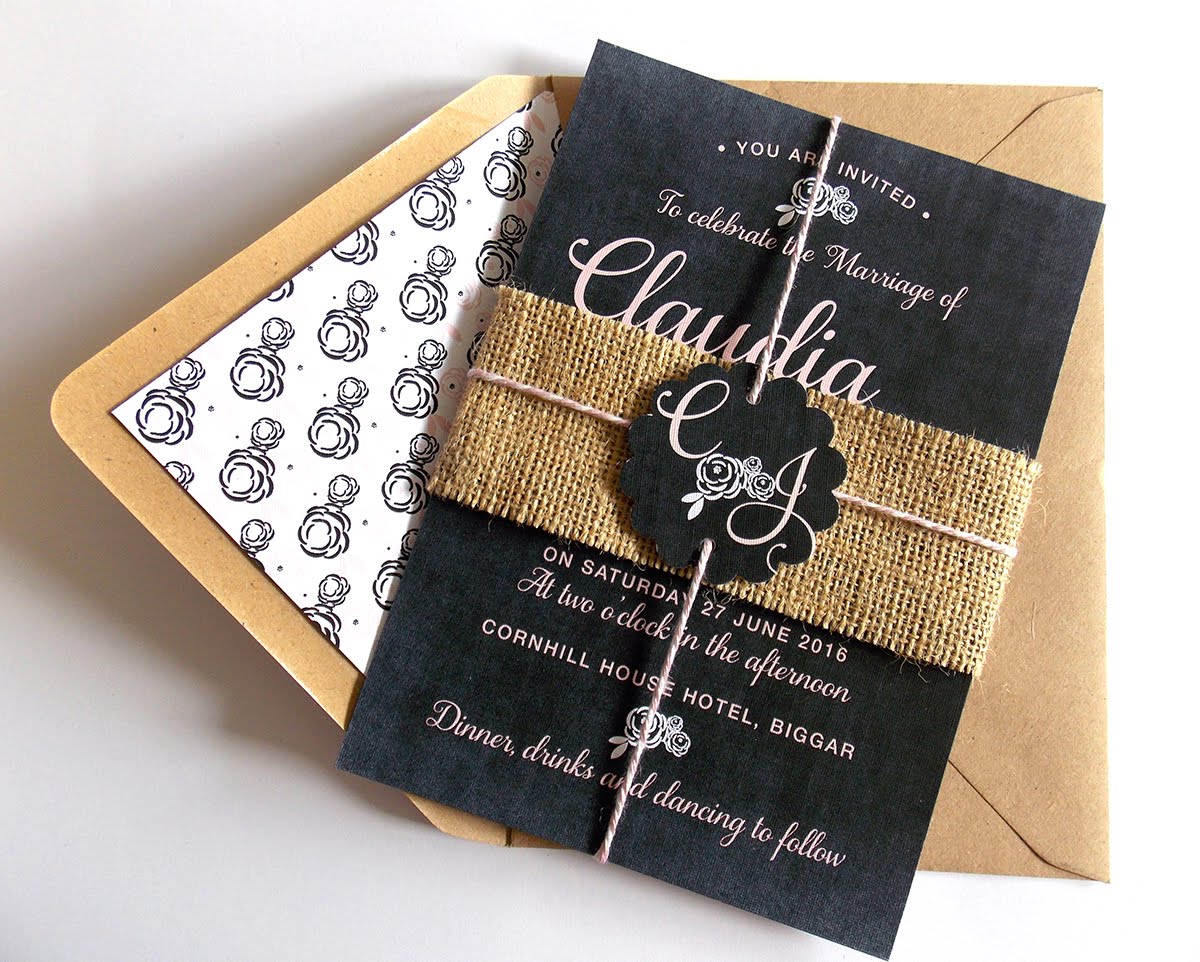 • YOU ARE INVITED •
To celebrate the Marriage of
Claudia
C J
ON SATURDAY 27 JUNE 2016
At two o'clock in the afternoon
CORNHILL HOUSE HOTEL, BIGGAR
Dinner, drinks and dancing to follow